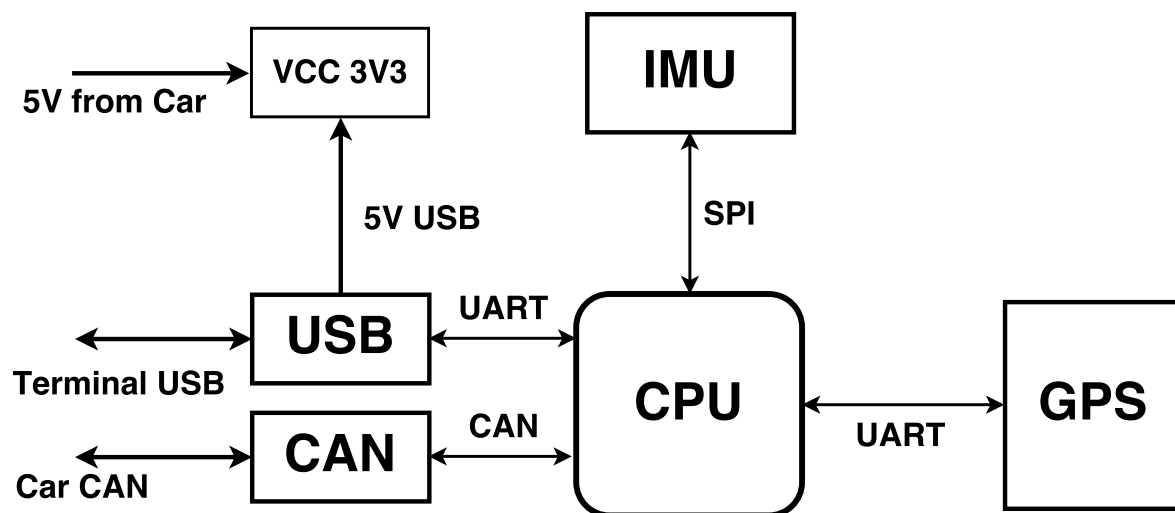 VCC 3V3
IMU
5V from Car
5V USB
SPI
USB
UART
Terminal USB
CPU
GPS
CAN
CAN
UART
Car CAN